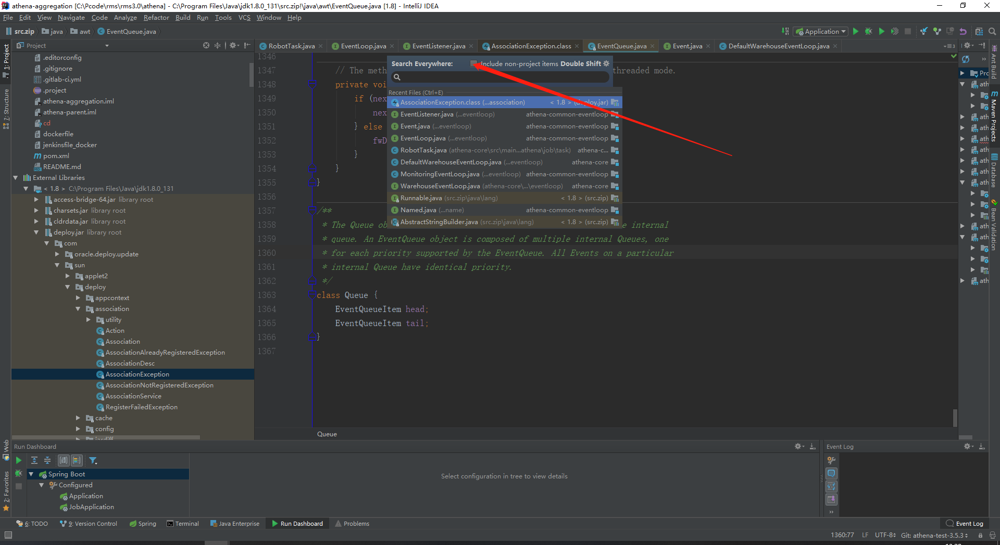 athena-aggregation [C:\Pcode\rms\rms3.0\athena] - C:\Program Files\Java\jdk1.8.0_131\src.zip!\java\awt\EventQueue.java [1.8] - IntelliJ IDEA
File Edit View Navigate Code Analyze Refactor Build Run Tools VCS Window Help
src.zip java awt EventQueue.java
Application
Project
RobotTask.java EventLoop.java EventListener.java AssociationException.class EventQueue.java Event.java DefaultWarehouseEventLoop.java
1: Project
Z: Structure
.editorconfig
.gitignore
.gitlab-ci.yml
.project
athena-aggregation.iml
athena-parent.iml
cd
dockerfile
jenkinsfile_docker
pom.xml
README.md
External Libraries
< 1.8 > C:\Program Files\Java\jdk1.8.0_131
access-bridge-64.jar library root
charsets.jar library root
cldrdata.jar library root
deploy.jar library root
com
oracle.deploy.update
sun
applet2
deploy
appcontext
association
utility
Action
Association
AssociationAlreadyRegisteredException
AssociationDesc
AssociationException
AssociationNotRegisteredException
AssociationService
RegisterFailedException
cache
config
jardiff
1346
1347 // The meth
threaded mode.
1348 private voi
1349 if (nex
1350 nex
1351 } else
1352 fwD
1353 }
1354 }
1355 }
1356
1357 /**
1358 * The Queue ob
e internal
1359 * queue. An EventQueue object is composed of multiple internal Queues, one
1360 * for each priority supported by the EventQueue. All Events on a particular
1361 * internal Queue have identical priority.
1362 */
1363 class Queue {
1364 EventQueueItem head;
1365 EventQueueItem tail;
1366 }
1367
Queue
Search Everywhere: Include non-project items Double Shift
Recent Files (Ctrl+E)
AssociationException.class (...association) < 1.8 > (deploy.jar)
EventListener.java (...eventloop) athena-common-eventloop
Event.java (...eventloop) athena-common-eventloop
EventLoop.java (...eventloop) athena-common-eventloop
RobotTask.java (athena-core\src\main...athena\job\task) athena-c...
DefaultWarehouseEventLoop.java (...eventloop) athena-core
MonitoringEventLoop.java (...eventloop) athena-common-eventloop
WarehouseEventLoop.java (athena-core\...\eventloop) athena-core
Runnable.java (src.zip\java\lang) < 1.8 > (src.zip)
Named.java (...name) athena-common-eventloop
AbstractStringBuilder.java (src.zip\java\lang) < 1.8 > (src.zip)
Pro
ath
ath
ath
ath
ath
ath
ath
ath
ath
ath
ath
Ant Build
Maven Projects
Database
Bean Validation
Web
2: Favorites
Run Dashboard
Spring Boot
Configured
Application
JobApplication
Select configuration in tree to view details
Event Log
6: TODO 9: Version Control Spring Terminal Java Enterprise Run Dashboard Problems Event Log
1360:77 LF UTF-8 Git: athena-test-3.5.3